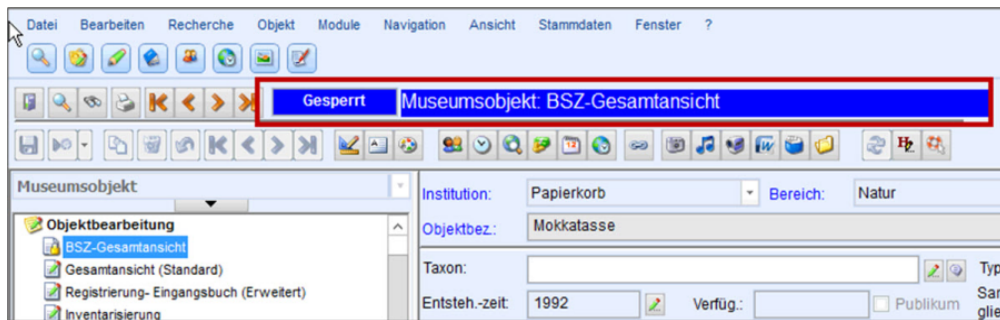 Datei Bearbeiten Recherche Objekt Module Navigation Ansicht Stammdaten Fenster ?
Gesperrt Museumsobjekt: BSZ-Gesamtansicht
Museumsobjekt
Institution: Papierkorb Bereich: Natur
Objektbez.: Mokkatasse
Objektbearbeitung
BSZ-Gesamtansicht
Gesamtansicht (Standard)
Registrierung- Eingangsbuch (Erweitert)
Inventarisierung
Taxon: Typ
Entsteh.-zeit: 1992 Verfüg.: Publikum